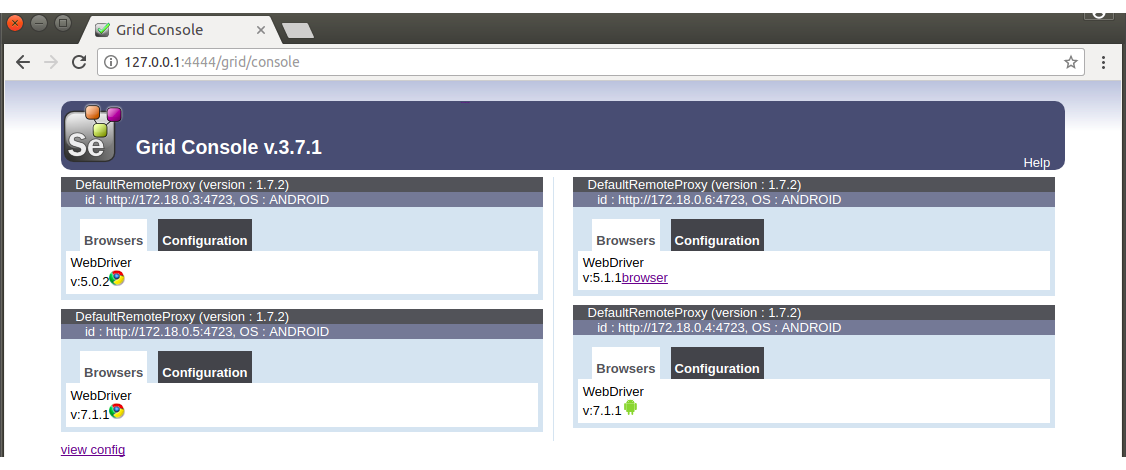 Grid Console
127.0.0.1:4444/grid/console
Se
Grid Console v.3.7.1
Help
DefaultRemoteProxy (version : 1.7.2)
id : http://172.18.0.3:4723, OS : ANDROID
Browsers Configuration
WebDriver
v:5.0.2
DefaultRemoteProxy (version : 1.7.2)
id : http://172.18.0.5:4723, OS : ANDROID
Browsers Configuration
WebDriver
v:7.1.1
view config
DefaultRemoteProxy (version : 1.7.2)
id : http://172.18.0.6:4723, OS : ANDROID
Browsers Configuration
WebDriver
v:5.1.1browser
DefaultRemoteProxy (version : 1.7.2)
id : http://172.18.0.4:4723, OS : ANDROID
Browsers Configuration
WebDriver
v:7.1.1